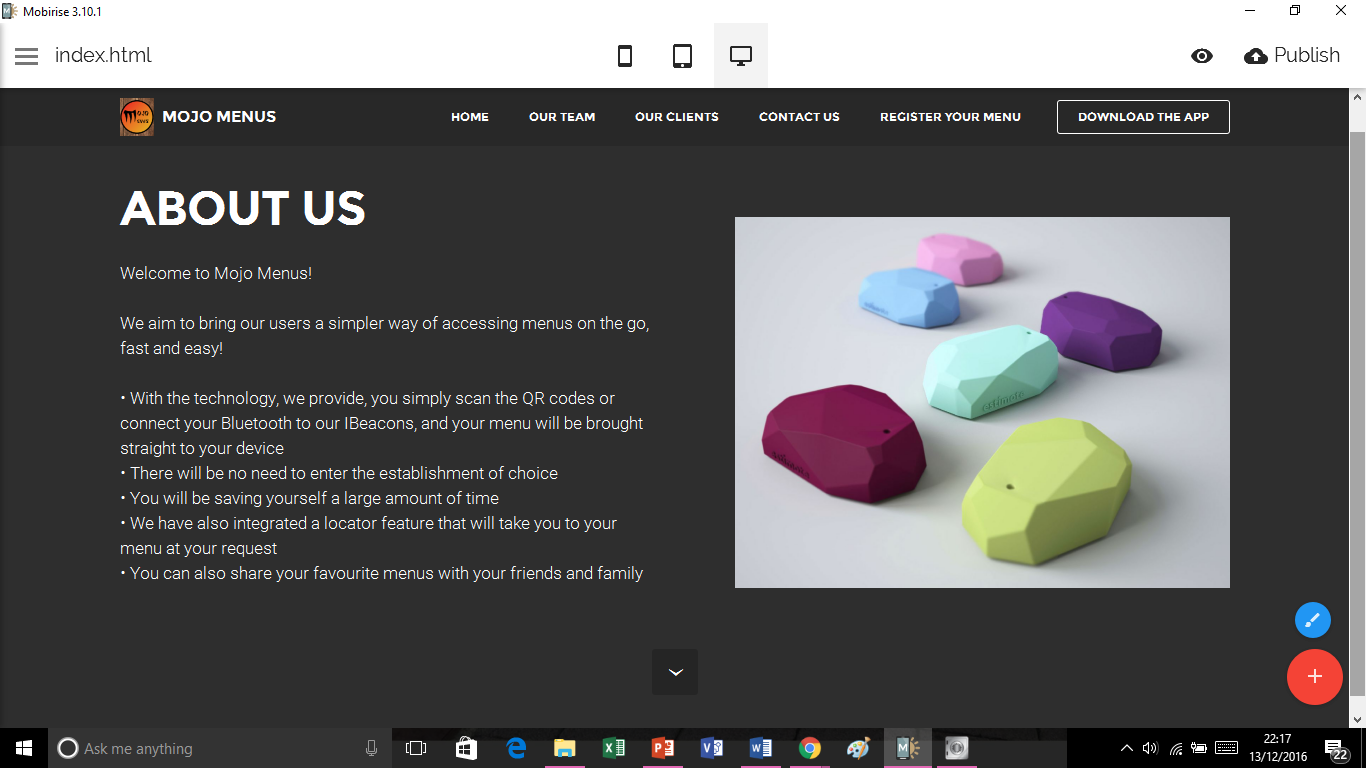 Mobirise 3.10.1
index.html
Publish
MOJO MENUS
HOME
OUR TEAM
OUR CLIENTS
CONTACT US
REGISTER YOUR MENU
DOWNLOAD THE APP
ABOUT US
Welcome to Mojo Menus!
We aim to bring our users a simpler way of accessing menus on the go,
fast and easy!
• With the technology, we provide, you simply scan the QR codes or
connect your Bluetooth to our IBeacons, and your menu will be brought
straight to your device
• There will be no need to enter the establishment of choice
• You will be saving yourself a large amount of time
• We have also integrated a locator feature that will take you to your
menu at your request
• You can also share your favourite menus with your friends and family
estimote
Ask me anything
22:17
13/12/2016
22